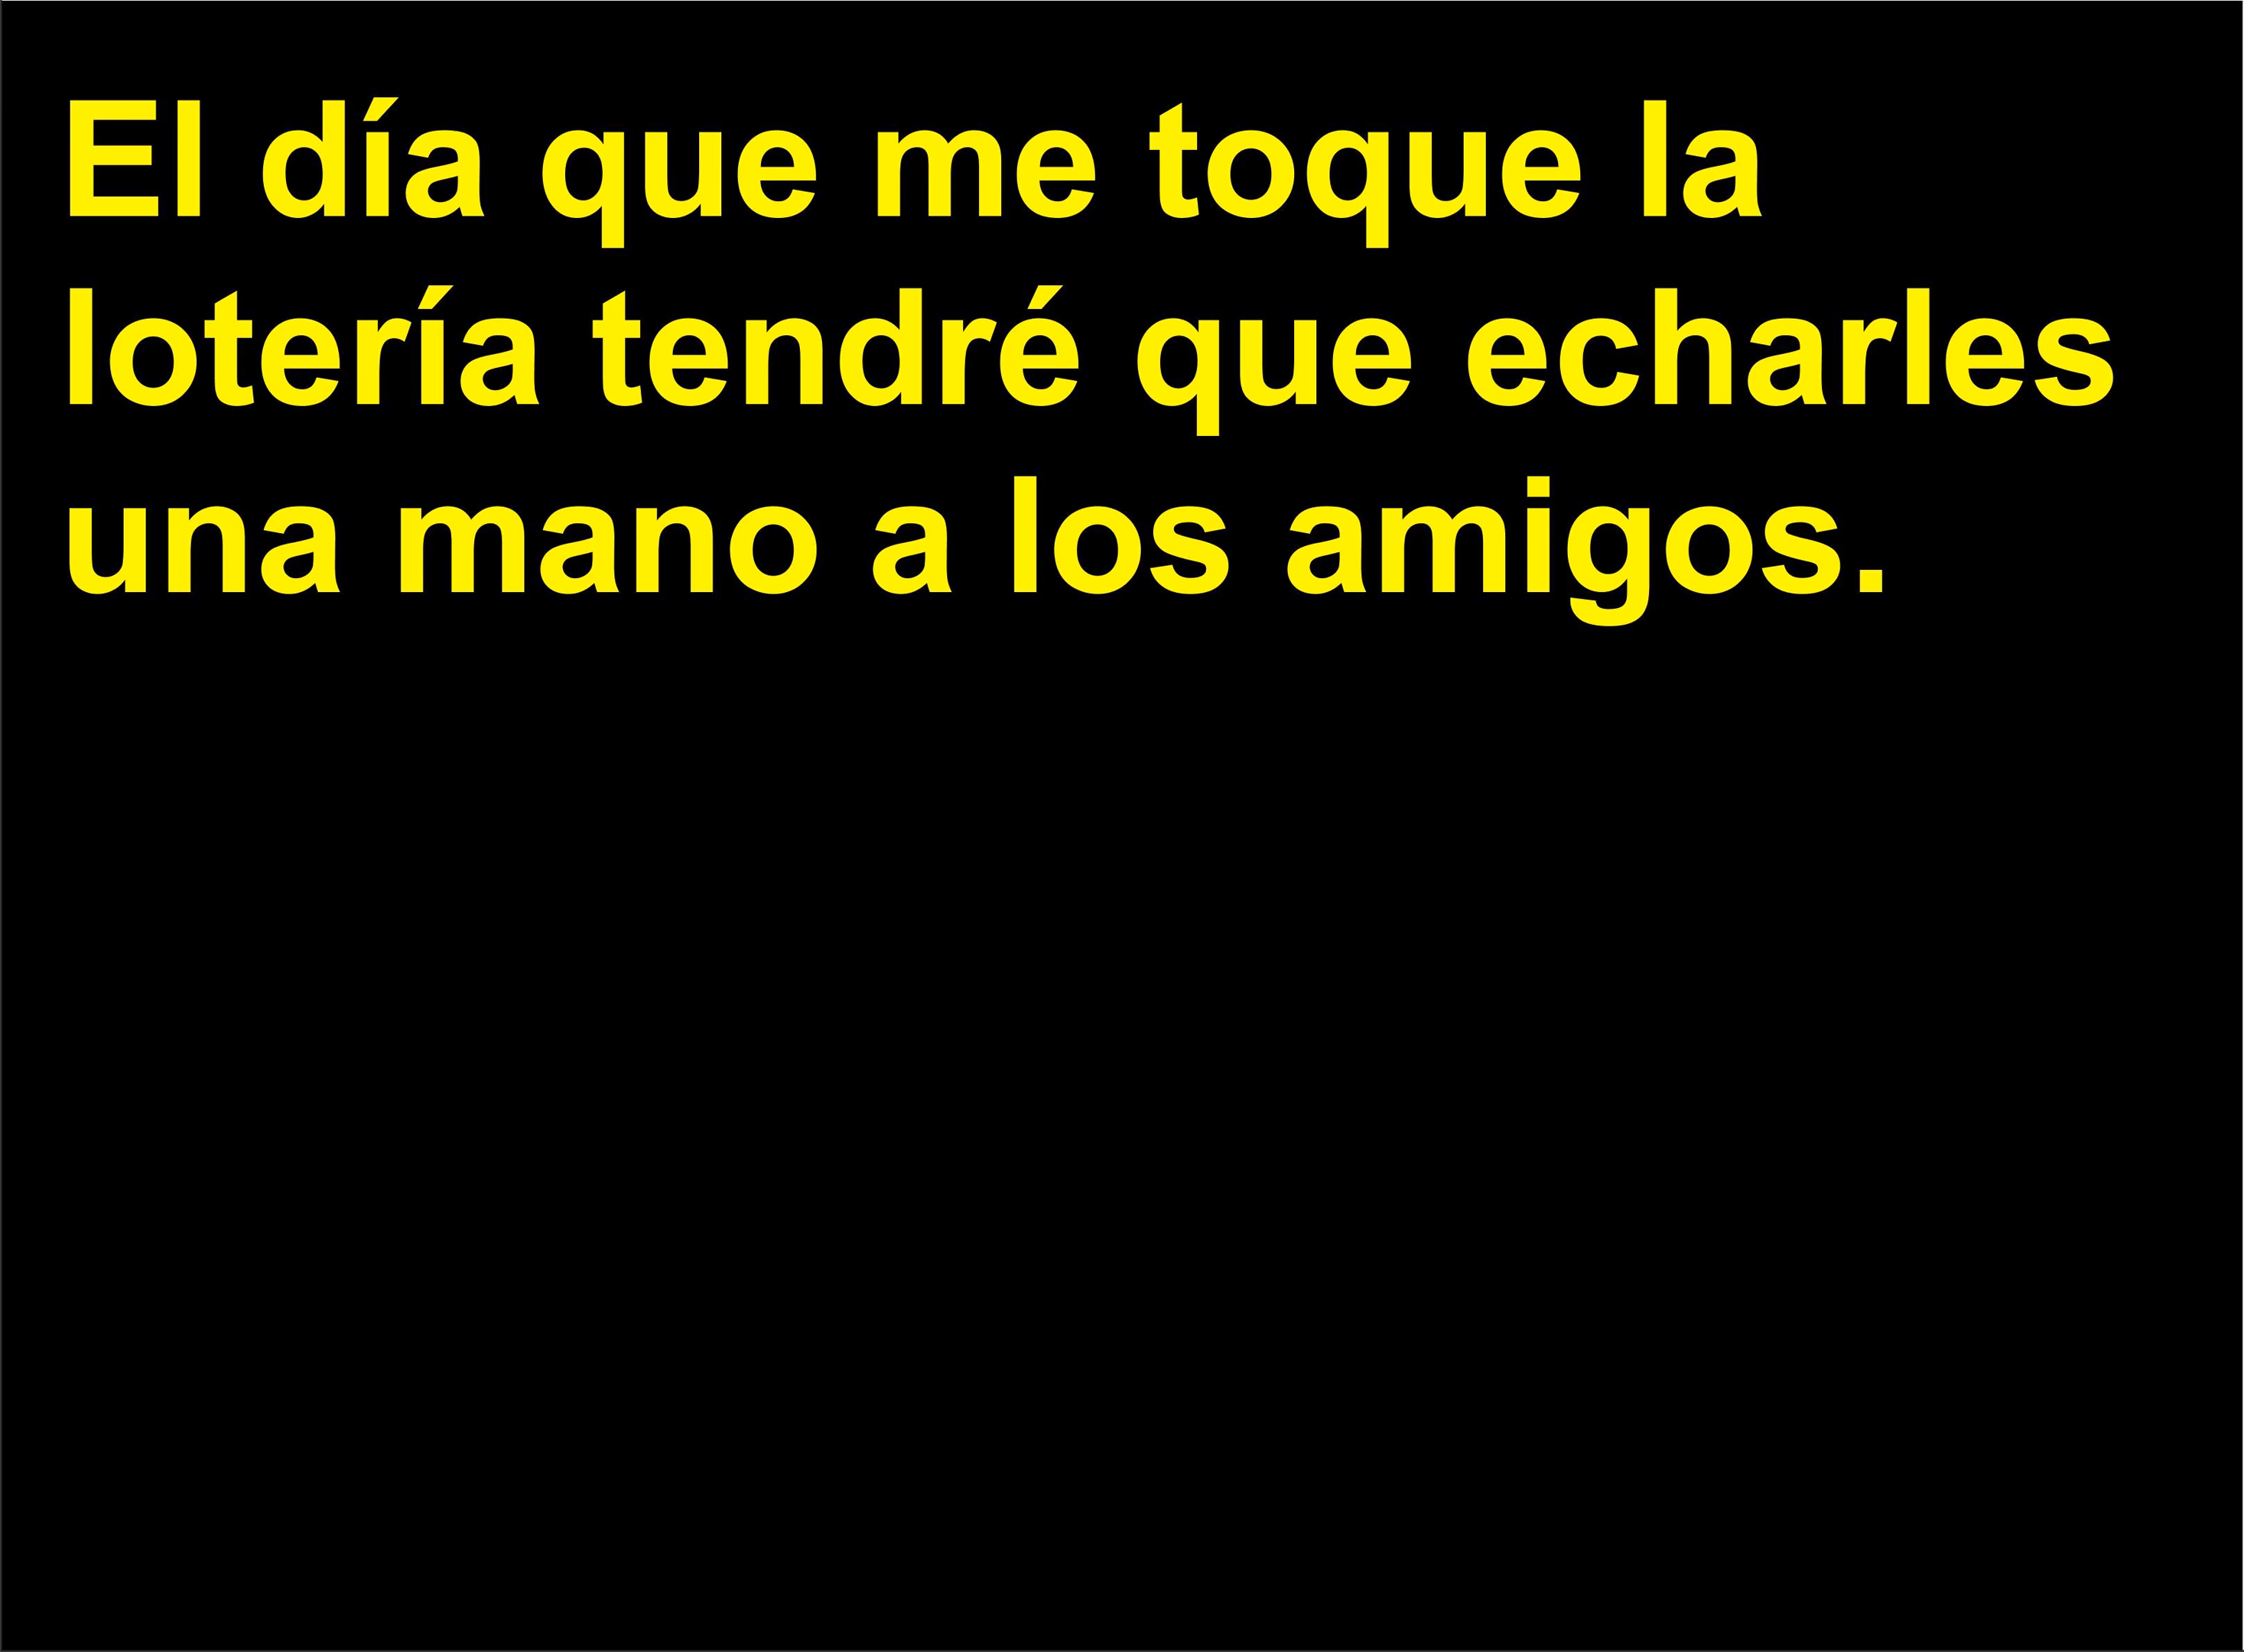 El día que me toque la
lotería tendré que echarles
una mano a los amigos.